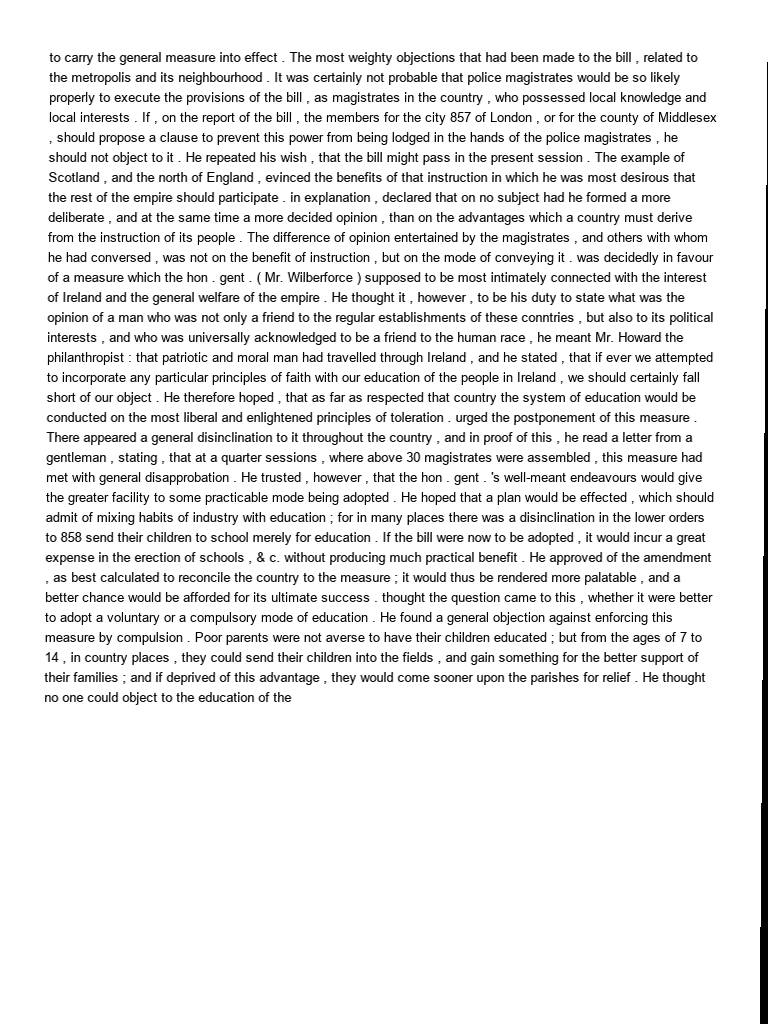 to carry the general measure into effect . The most weighty objections that had been made to the bill , related to
the metropolis and its neighbourhood . It was certainly not probable that police magistrates would be so likely
properly to execute the provisions of the bill , as magistrates in the country , who possessed local knowledge and
local interests . If , on the report of the bill , the members for the city 857 of London , or for the county of Middlesex
, should propose a clause to prevent this power from being lodged in the hands of the police magistrates , he
should not object to it . He repeated his wish , that the bill might pass in the present session . The example of
Scotland , and the north of England , evinced the benefits of that instruction in which he was most desirous that
the rest of the empire should participate . in explanation , declared that on no subject had he formed a more
deliberate , and at the same time a more decided opinion , than on the advantages which a country must derive
from the instruction of its people . The difference of opinion entertained by the magistrates , and others with whom
he had conversed , was not on the benefit of instruction , but on the mode of conveying it . was decidedly in favour
of a measure which the hon . gent . ( Mr. Wilberforce ) supposed to be most intimately connected with the interest
of Ireland and the general welfare of the empire . He thought it , however , to be his duty to state what was the
opinion of a man who was not only a friend to the regular establishments of these conntries , but also to its political
interests , and who was universally acknowledged to be a friend to the human race , he meant Mr. Howard the
philanthropist : that patriotic and moral man had travelled through Ireland , and he stated , that if ever we attempted
to incorporate any particular principles of faith with our education of the people in Ireland , we should certainly fall
short of our object . He therefore hoped , that as far as respected that country the system of education would be
conducted on the most liberal and enlightened principles of toleration . urged the postponement of this measure .
There appeared a general disinclination to it throughout the country , and in proof of this , he read a letter from a
gentleman , stating , that at a quarter sessions , where above 30 magistrates were assembled , this measure had
met with general disapprobation . He trusted , however , that the hon . gent . 's well-meant endeavours would give
the greater facility to some practicable mode being adopted . He hoped that a plan would be effected , which should
admit of mixing habits of industry with education ; for in many places there was a disinclination in the lower orders
to 858 send their children to school merely for education . If the bill were now to be adopted , it would incur a great
expense in the erection of schools , & c. without producing much practical benefit . He approved of the amendment
, as best calculated to reconcile the country to the measure ; it would thus be rendered more palatable , and a
better chance would be afforded for its ultimate success . thought the question came to this , whether it were better
to adopt a voluntary or a compulsory mode of education . He found a general objection against enforcing this
measure by compulsion . Poor parents were not averse to have their children educated ; but from the ages of 7 to
14 , in country places , they could send their children into the fields , and gain something for the better support of
their families ; and if deprived of this advantage , they would come sooner upon the parishes for relief . He thought
no one could object to the education of the